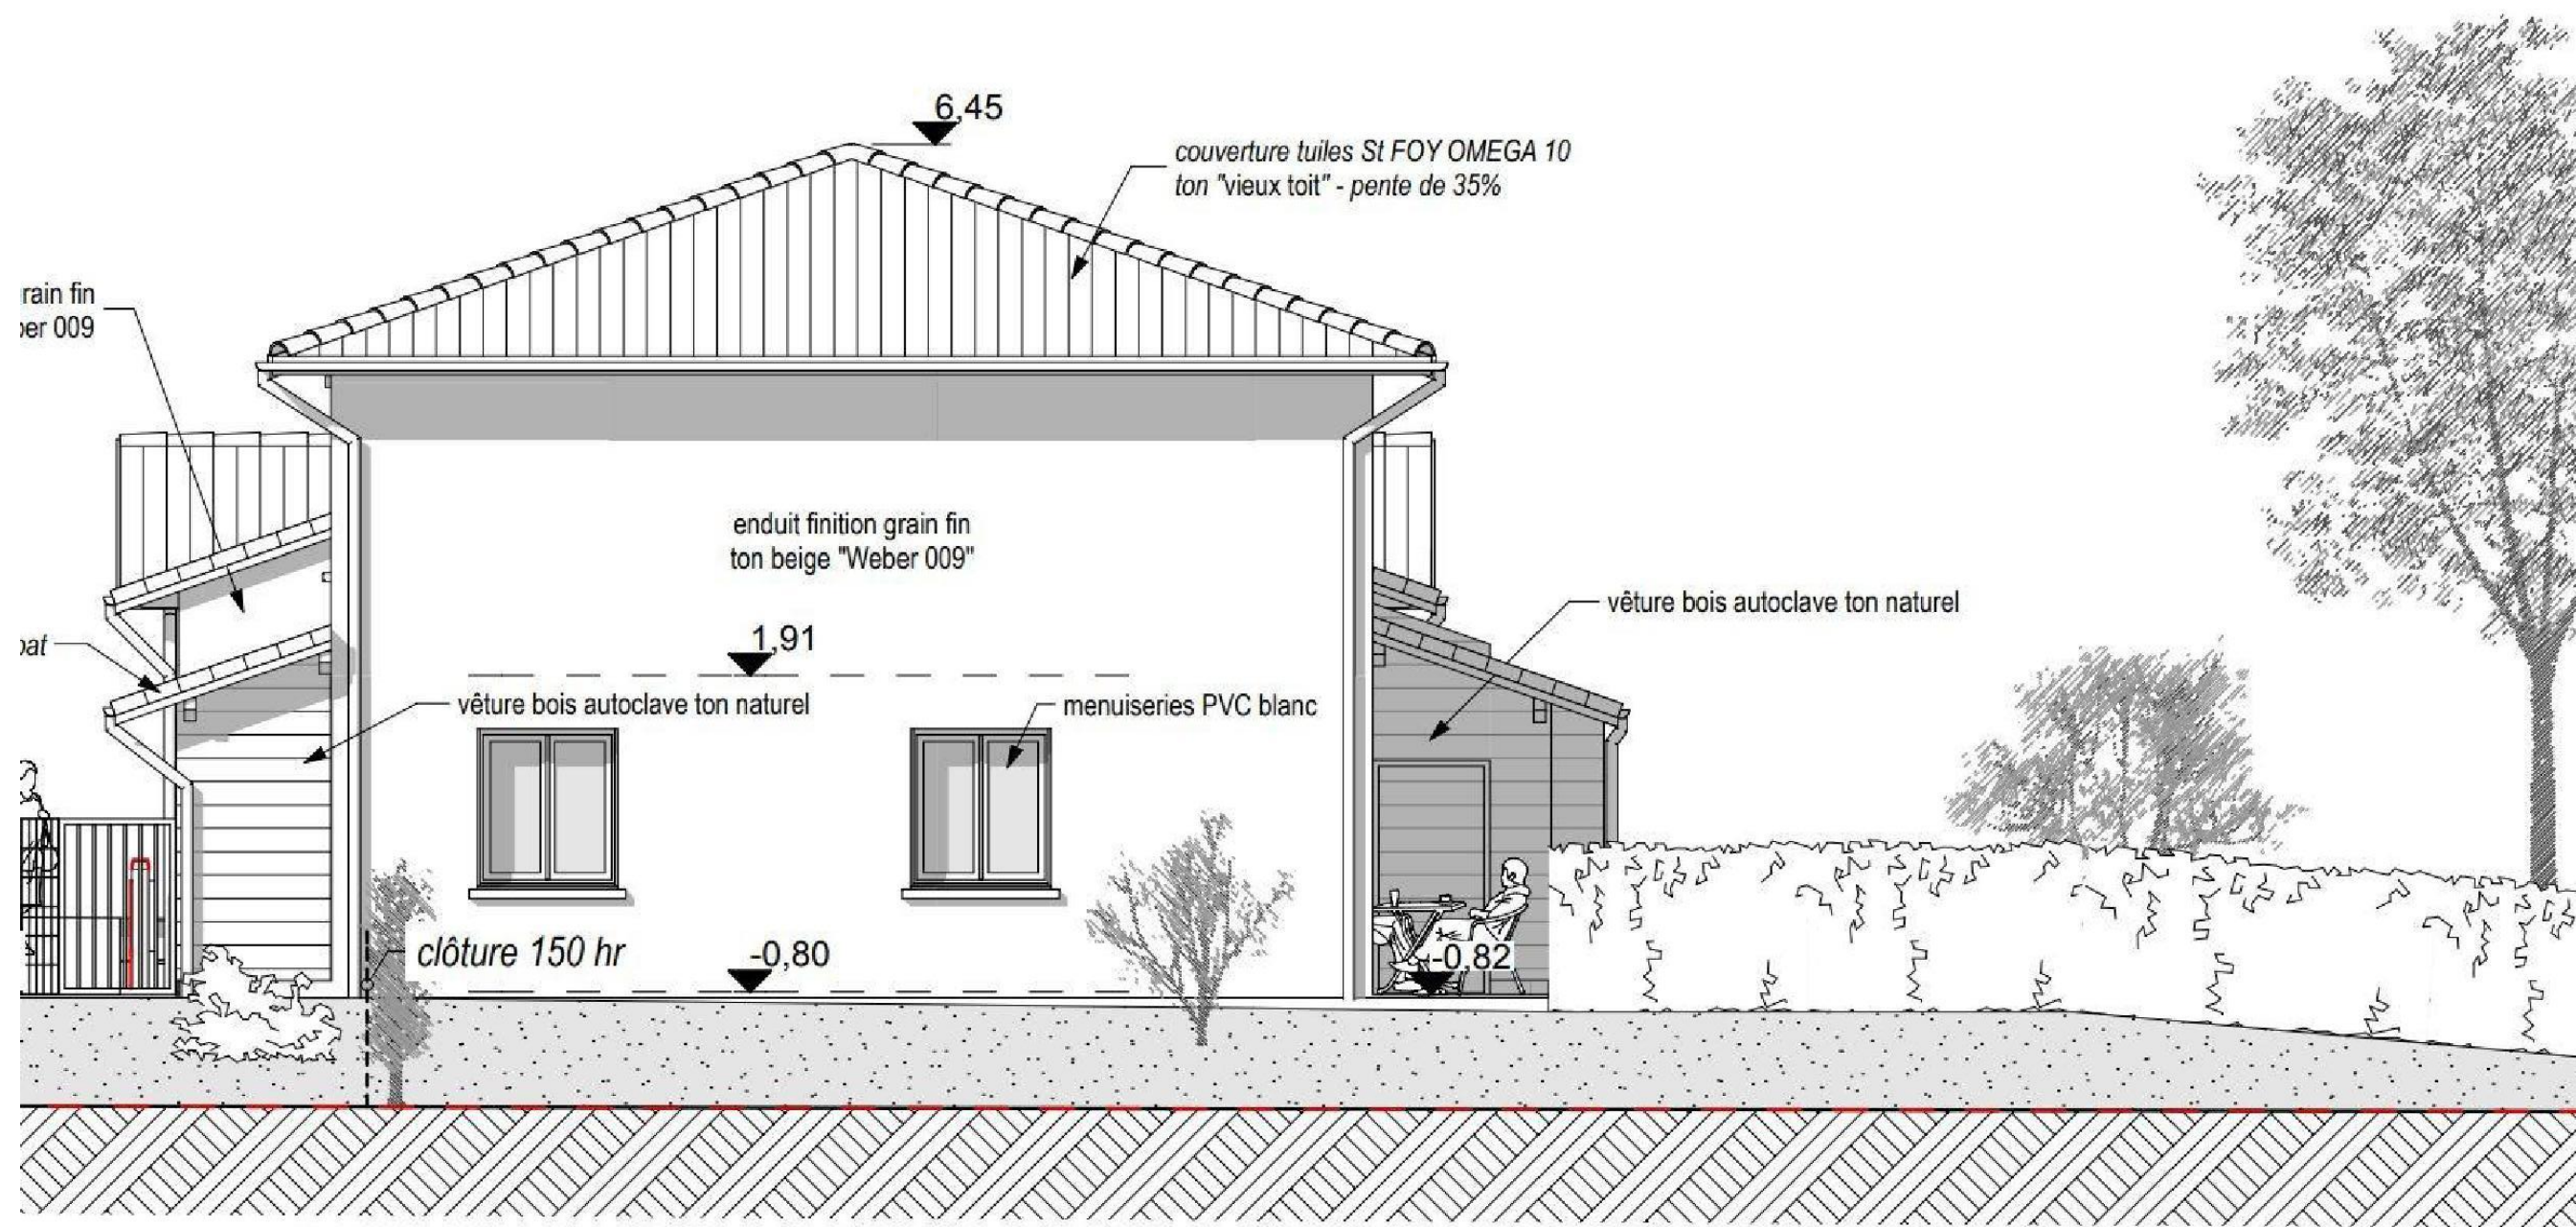 6,45
couverture tuiles St FOY OMEGA 10
ton "vieux toit" - pente de 35%
rain fin
er 009
enduit finition grain fin
ton beige "Weber 009"
vêture bois autoclave ton naturel
1,91
vêture bois autoclave ton naturel
menuiseries PVC blanc
clôture 150 hr
-0,80
-0,82